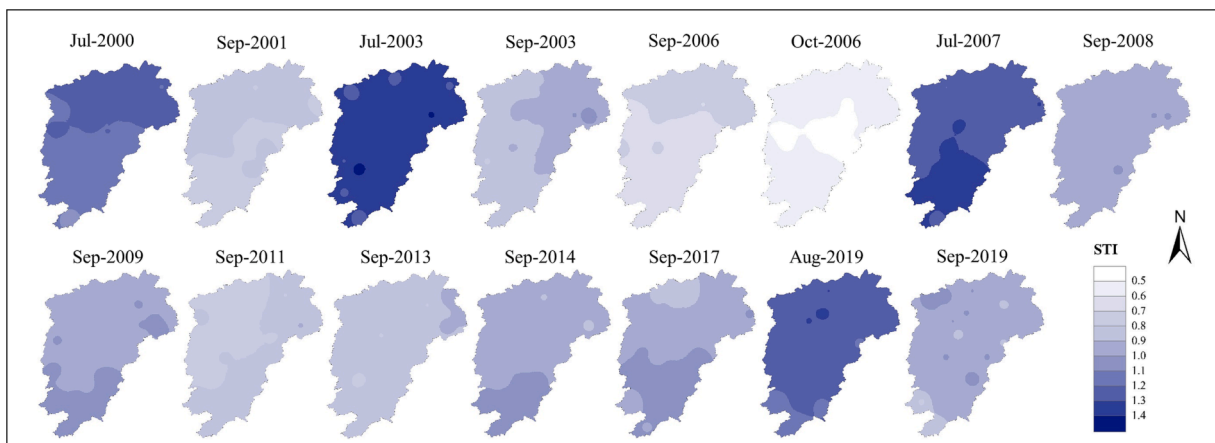 Jul-2000 Sep-2001 Jul-2003 Sep-2003 Sep-2006 Oct-2006 Jul-2007 Sep-2008
N
Sep-2009 Sep-2011 Sep-2013 Sep-2014 Sep-2017 Aug-2019 Sep-2019
STI
0.5
0.6
0.7
0.8
0.9
1.0
1.1
1.2
1.3
1.4